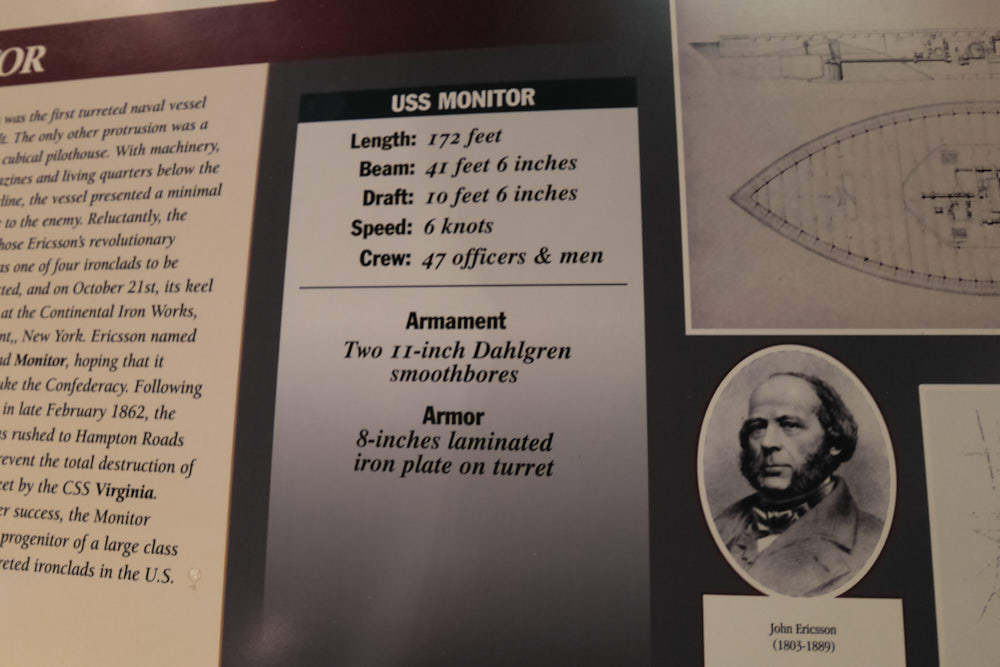 OR
was the first turreted naval vessel
The only other protrusion was a
cubical pilothouse. With machinery,
zines and living quarters below the
line, the vessel presented a minimal
to the enemy. Reluctantly, the
hose Ericsson's revolutionary
as one of four ironclads to be
ted, and on October 21st, its keel
at the Continental Iron Works,
nt,, New York. Ericsson named
d Monitor, hoping that it
uke the Confederacy. Following
in late February 1862, the
s rushed to Hampton Roads
revent the total destruction of
eet by the CSS Virginia.
er success, the Monitor
progenitor of a large class
reted ironclads in the U.S.
USS MONITOR
Length: 172 feet
Beam: 41 feet 6 inches
Draft: 10 feet 6 inches
Speed: 6 knots
Crew: 47 officers & men
Armament
Two 11-inch Dahlgren
smoothbores
Armor
8-inches laminated
iron plate on turret
John Ericsson
(1803-1889)